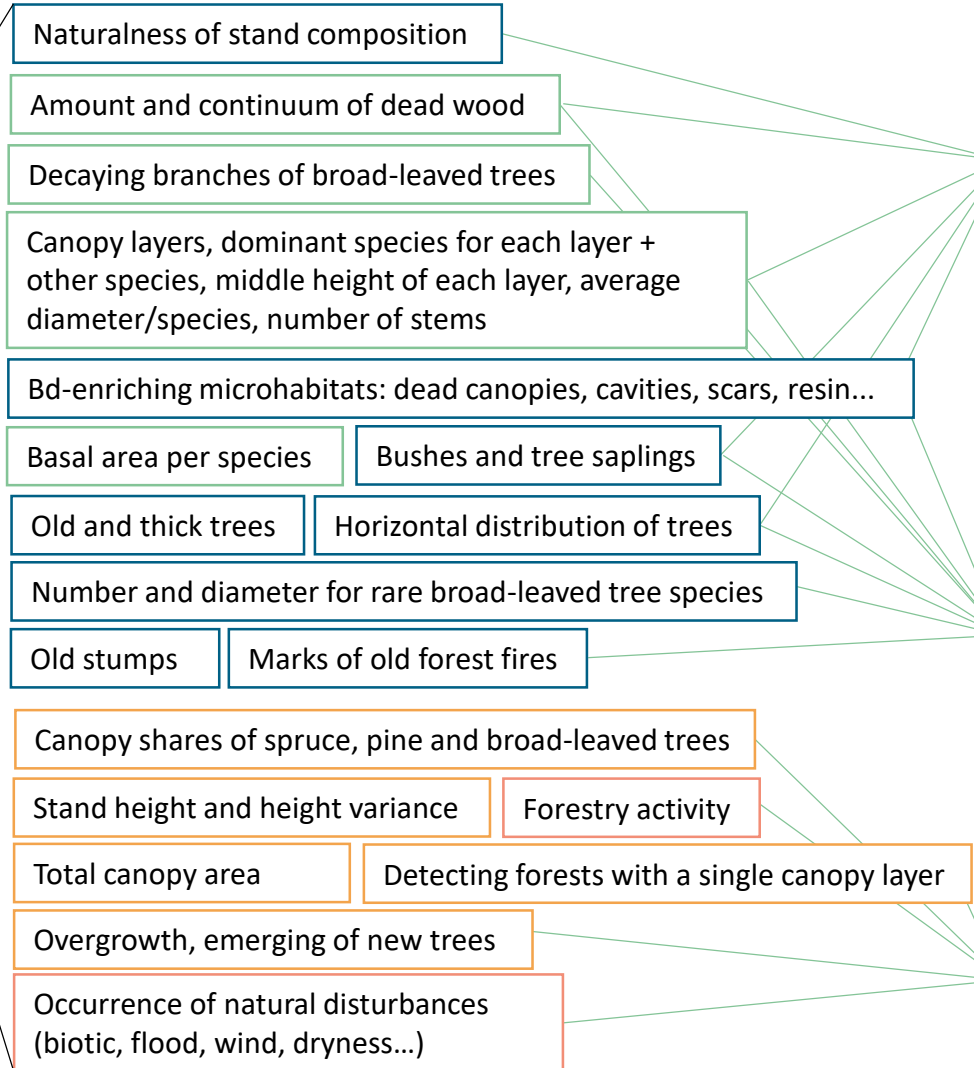 Naturalness of stand composition
Amount and continuum of dead wood
Decaying branches of broad-leaved trees
Canopy layers, dominant species for each layer +
other species, middle height of each layer, average
diameter/species, number of stems
Bd-enriching microhabitats: dead canopies, cavities, scars, resin...
Basal area per species
Bushes and tree saplings
Old and thick trees
Horizontal distribution of trees
Number and diameter for rare broad-leaved tree species
Old stumps
Marks of old forest fires
Canopy shares of spruce, pine and broad-leaved trees
Stand height and height variance
Forestry activity
Total canopy area
Detecting forests with a single canopy layer
Overgrowth, emerging of new trees
Occurrence of natural disturbances
(biotic, flood, wind, dryness…)